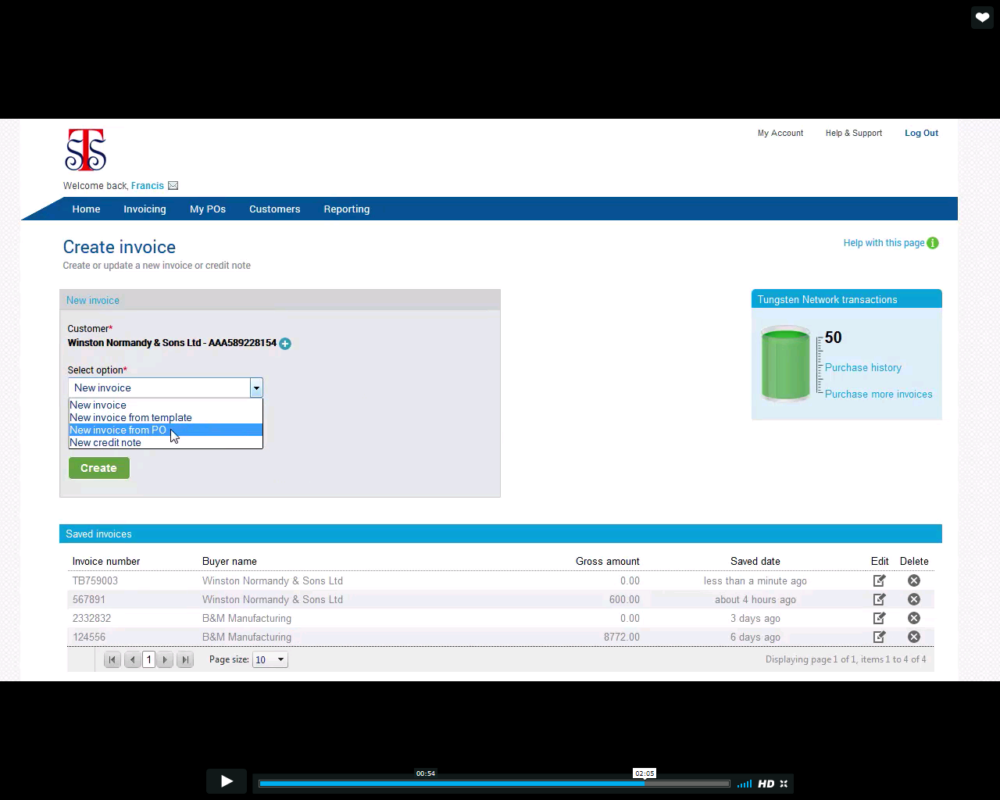 STS
My Account Help & Support Log Out
Welcome back, Francis
Home Invoicing My POs Customers Reporting
Create invoice
Help with this page
Create or update a new invoice or credit note
New invoice
Customer*
Winston Normandy & Sons Ltd - AAA589228154
Select option*
New invoice
New invoice
New invoice from template
New invoice from PO
New credit note
Create
Tungsten Network transactions
50
Purchase history
Purchase more invoices
Saved invoices
Invoice number Buyer name Gross amount Saved date Edit Delete
TB759003 Winston Normandy & Sons Ltd 0.00 less than a minute ago
567891 Winston Normandy & Sons Ltd 600.00 about 4 hours ago
2332832 B&M Manufacturing 0.00 3 days ago
124556 B&M Manufacturing 8772.00 6 days ago
1 Page size: 10 Displaying page 1 of 1, items 1 to 4 of 4
00:54 02:05
HD